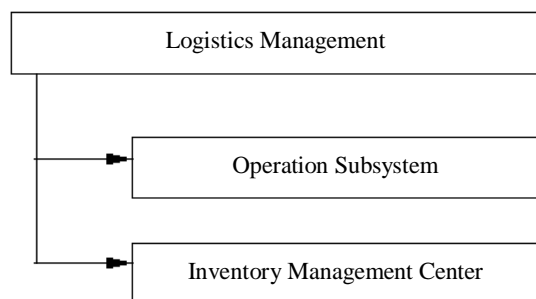 Logistics Management
Operation Subsystem
Inventory Management Center